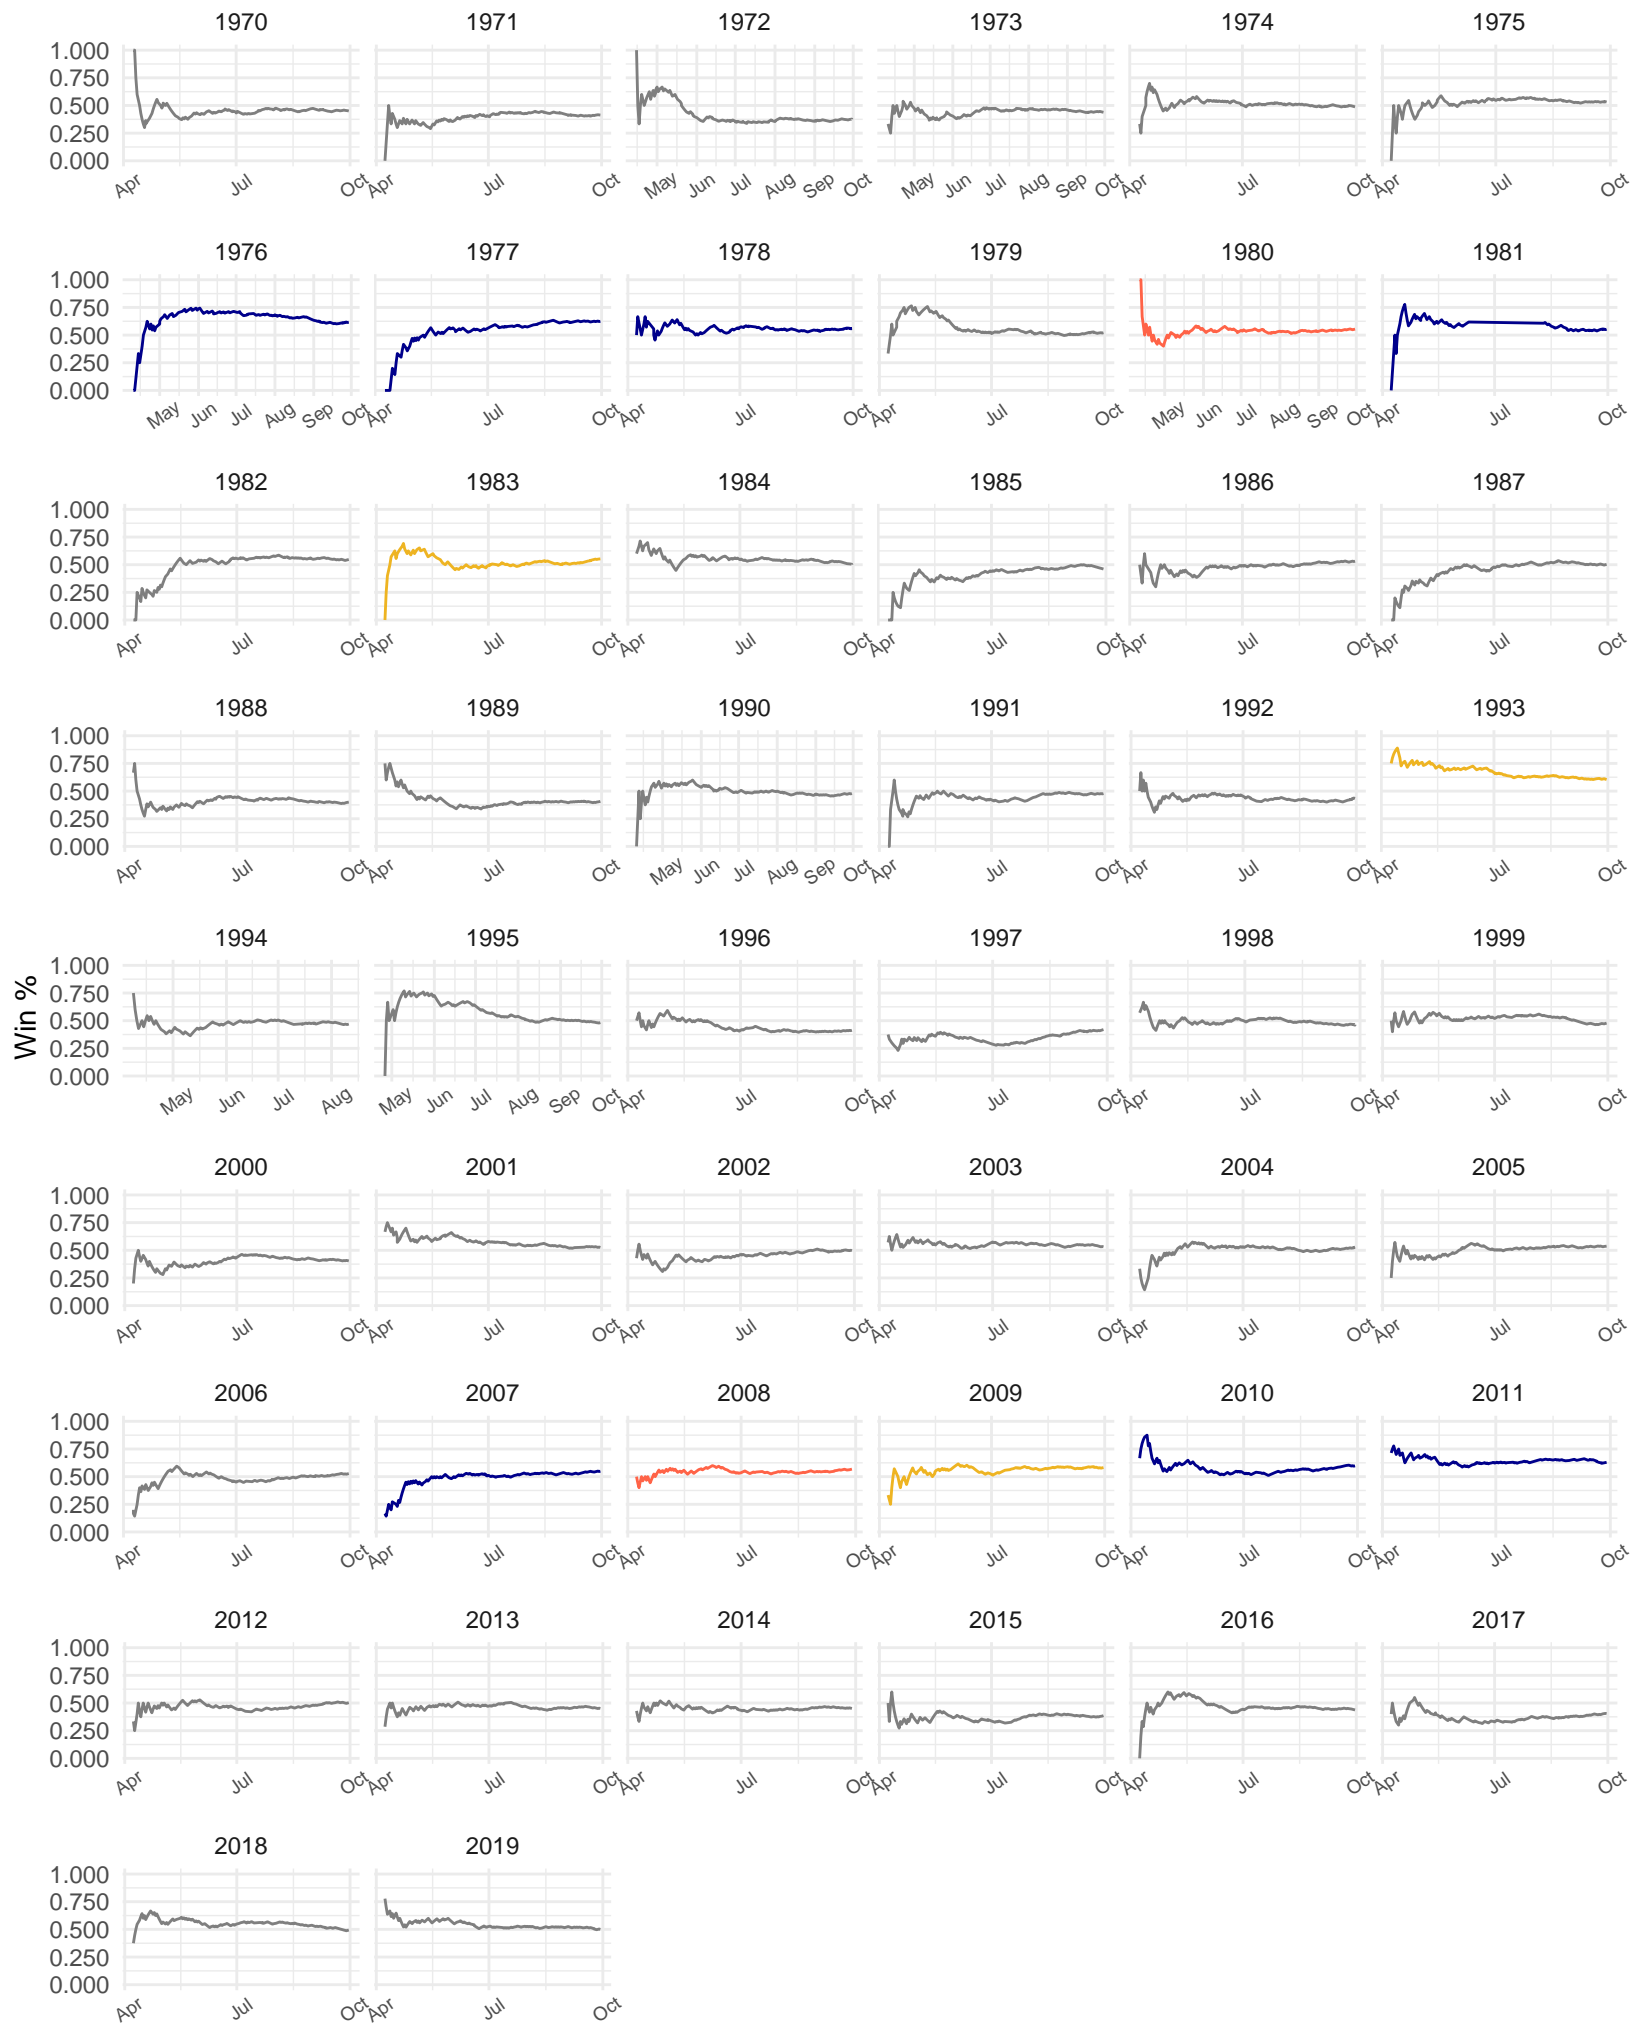 1970 1971 1972 1973 1974 1975
1.000
0.750
0.500
0.250
0.000
Apr Jul Oct Apr Jul Oct May Jun Jul Aug Sep Oct May Jun Jul Aug Sep Oct Apr Jul Oct Apr Jul Oct
1976 1977 1978 1979 1980 1981
1.000
0.750
0.500
0.250
0.000
May Jun Jul Aug Sep Oct Apr Jul Oct Apr Jul Oct Apr Jul Oct May Jun Jul Aug Sep Oct Apr Jul Oct
1982 1983 1984 1985 1986 1987
1.000
0.750
0.500
0.250
0.000
Apr Jul Oct Apr Jul Oct Apr Jul Oct Apr Jul Oct Apr Jul Oct Apr Jul Oct
1988 1989 1990 1991 1992 1993
1.000
0.750
0.500
0.250
0.000
Apr Jul Oct Apr Jul Oct May Jun Jul Aug Sep Oct Apr Jul Oct Apr Jul Oct Apr Jul Oct
Win %
1994 1995 1996 1997 1998 1999
1.000
0.750
0.500
0.250
0.000
May Jun Jul Aug May Jun Jul Aug Sep Oct Apr Jul Oct Apr Jul Oct Apr Jul Oct Apr Jul Oct
2000 2001 2002 2003 2004 2005
1.000
0.750
0.500
0.250
0.000
Apr Jul Oct Apr Jul Oct Apr Jul Oct Apr Jul Oct Apr Jul Oct Apr Jul Oct
2006 2007 2008 2009 2010 2011
1.000
0.750
0.500
0.250
0.000
Apr Jul Oct Apr Jul Oct Apr Jul Oct Apr Jul Oct Apr Jul Oct Apr Jul Oct
2012 2013 2014 2015 2016 2017
1.000
0.750
0.500
0.250
0.000
Apr Jul Oct Apr Jul Oct Apr Jul Oct Apr Jul Oct Apr Jul Oct Apr Jul Oct
2018 2019
1.000
0.750
0.500
0.250
0.000
Apr Jul Oct Apr Jul Oct